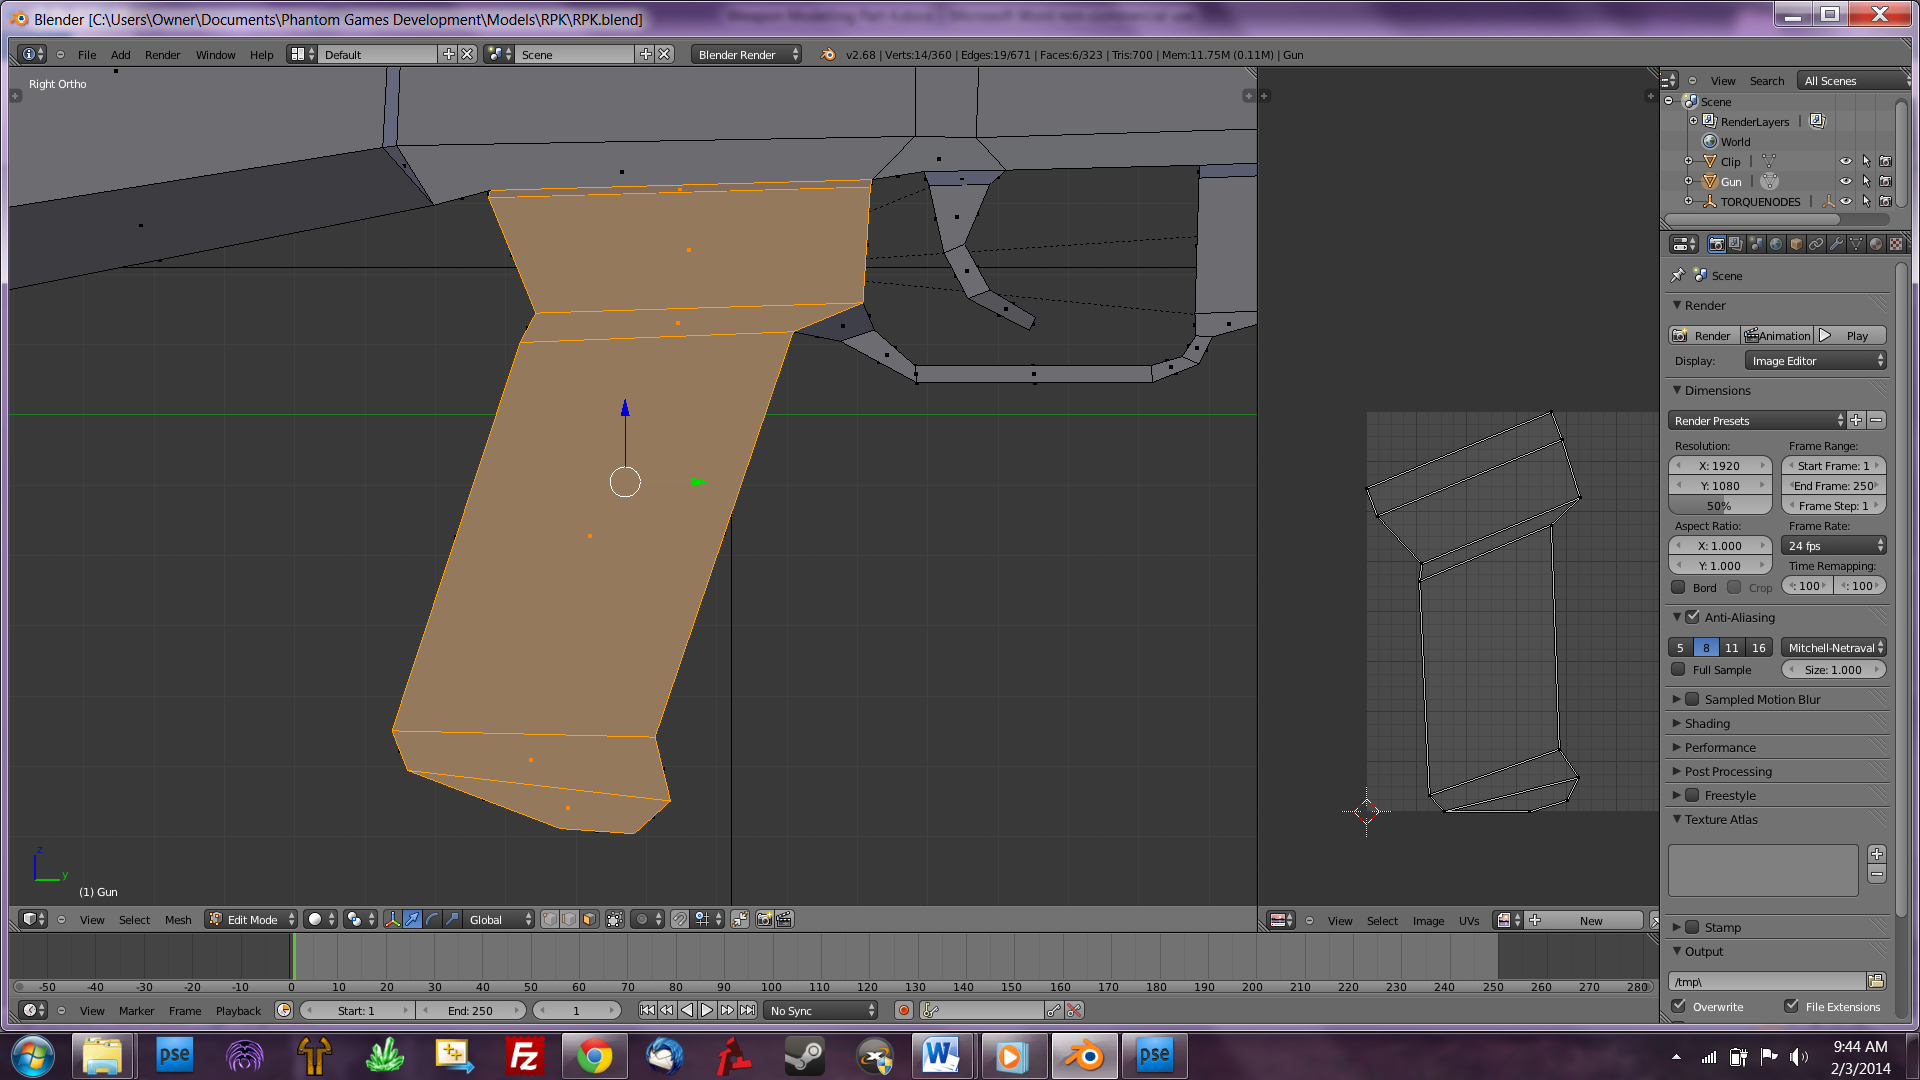 Blender [C:\Users\Owner\Documents\Phantom Games Development\Models\RPK\RPK.blend]
File Add Render Window Help Default Scene Blender Render v2.68 | Verts:14/360 | Edges:19/671 | Faces:6/323 | Tris:700 | Mem:11.75M (0.11M) | Gun
Right Ortho
View Search All Scenes
Scene
RenderLayers
World
Clip
Gun
TORQUENODES
Scene
Render
Render Animation Play
Display: Image Editor
Dimensions
Render Presets
Resolution: Frame Range:
X: 1920 Start Frame: 1
Y: 1080 End Frame: 250
50% Frame Step: 1
Aspect Ratio: Frame Rate:
X: 1.000 24 fps
Y: 1.000 Time Remapping:
Bord Crop : 100 : 100
Anti-Aliasing
5 8 11 16 Mitchell-Netraval
Full Sample Size: 1.000
Sampled Motion Blur
Shading
Performance
Post Processing
Freestyle
Texture Atlas
Stamp
Output
/tmp\
Overwrite File Extensions
z
y
(1) Gun
View Select Mesh Edit Mode Global
View Select Image UVs New
-50 -40 -30 -20 -10 0 10 20 30 40 50 60 70 80 90 100 110 120 130 140 150 160 170 180 190 200 210 220 230 240 250 260 270 280
View Marker Frame Playback Start: 1 End: 250 1 No Sync
pse
Fz
W
pse
9:44 AM
2/3/2014